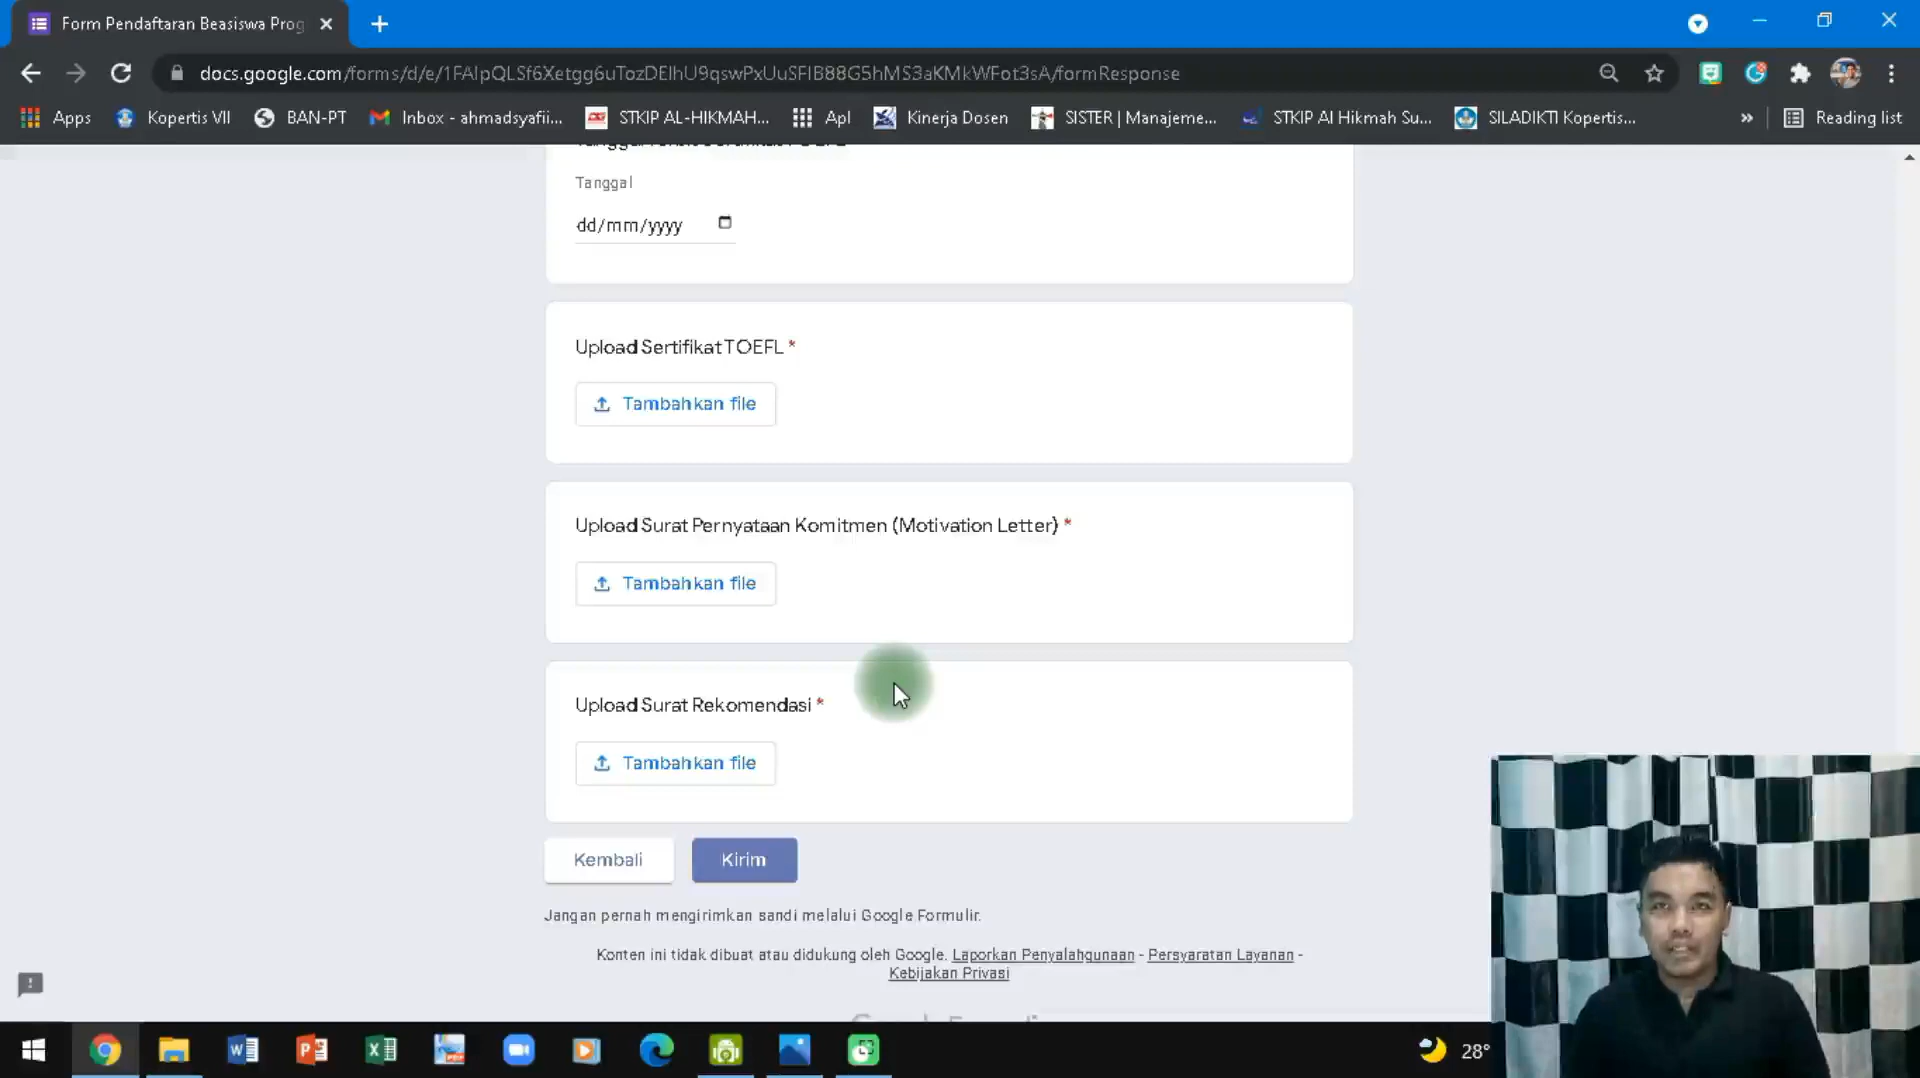 Form Pendaftaran Beasiswa Prog
docs.google.com/forms/d/e/1FAIpQLSf6Xetgg6uTozDEIhU9qswPxUuSFIB88G5hMS3aKMkWFot3sA/formResponse
Apps
Kopertis VII
BAN-PT
Inbox - ahmadsyafii...
STKIP AL-HIKMAH...
Apl
Kinerja Dosen
SISTER | Manajeme...
STKIP Al Hikmah Su...
SILADIKTI Kopertis...
»
Reading list
Tanggal
dd/mm/yyyy
Upload Sertifikat TOEFL *
Tambahkan file
Upload Surat Pernyataan Komitmen (Motivation Letter) *
Tambahkan file
Upload Surat Rekomendasi *
Tambahkan file
Kembali
Kirim
Jangan pernah mengirimkan sandi melalui Google Formulir.
Konten ini tidak dibuat atau didukung oleh Google. Laporkan Penyalahgunaan - Persyaratan Layanan -
Kebijakan Privasi
28°